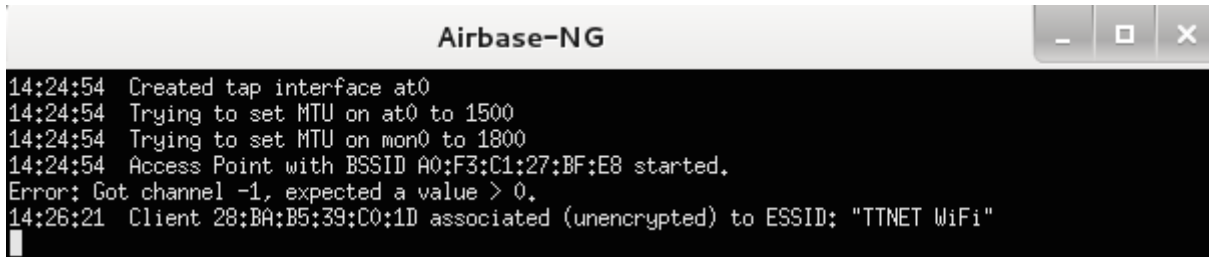 Airbase-NG
14:24:54 Created tap interface at0
14:24:54 Trying to set MTU on at0 to 1500
14:24:54 Trying to set MTU on mon0 to 1800
14:24:54 Access Point with BSSID A0:F3:C1:27:BF:E8 started.
Error: Got channel -1, expected a value > 0.
14:26:21 Client 28:BA:B5:39:C0:1D associated (unencrypted) to ESSID: "TTNET WiFi"